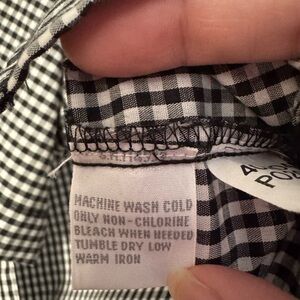 MACHINE WASH COLD
ONLY NON-CHLORINE
BLEACH WHEN NEEDED
TUMBLE DRY LOW
WARM IRON